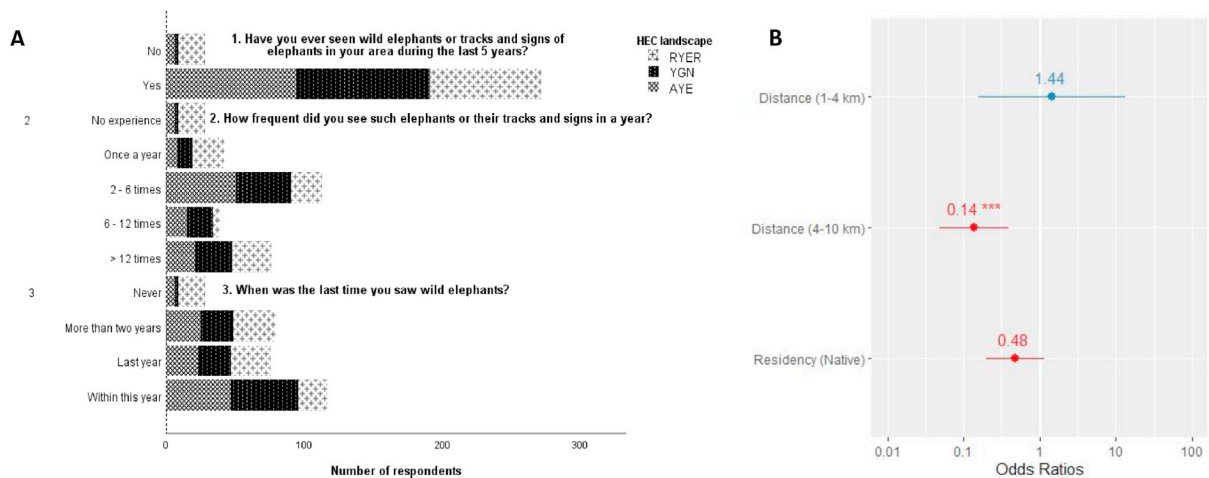 A
1. Have you ever seen wild elephants or tracks and signs of
elephants in your area during the last 5 years?
HEC landscape
RYER
YGN
AYE
No
Yes
2
No experience
2. How frequent did you see such elephants or their tracks and signs in a year?
Once a year
2 - 6 times
6 - 12 times
> 12 times
3
Never
3. When was the last time you saw wild elephants?
More than two years
Last year
Within this year
0
100
200
300
Number of respondents
B
1.44
Distance (1-4 km)
0.14 ***
Distance (4-10 km)
0.48
Residency (Native)
0.01
0.1
1
10
100
Odds Ratios